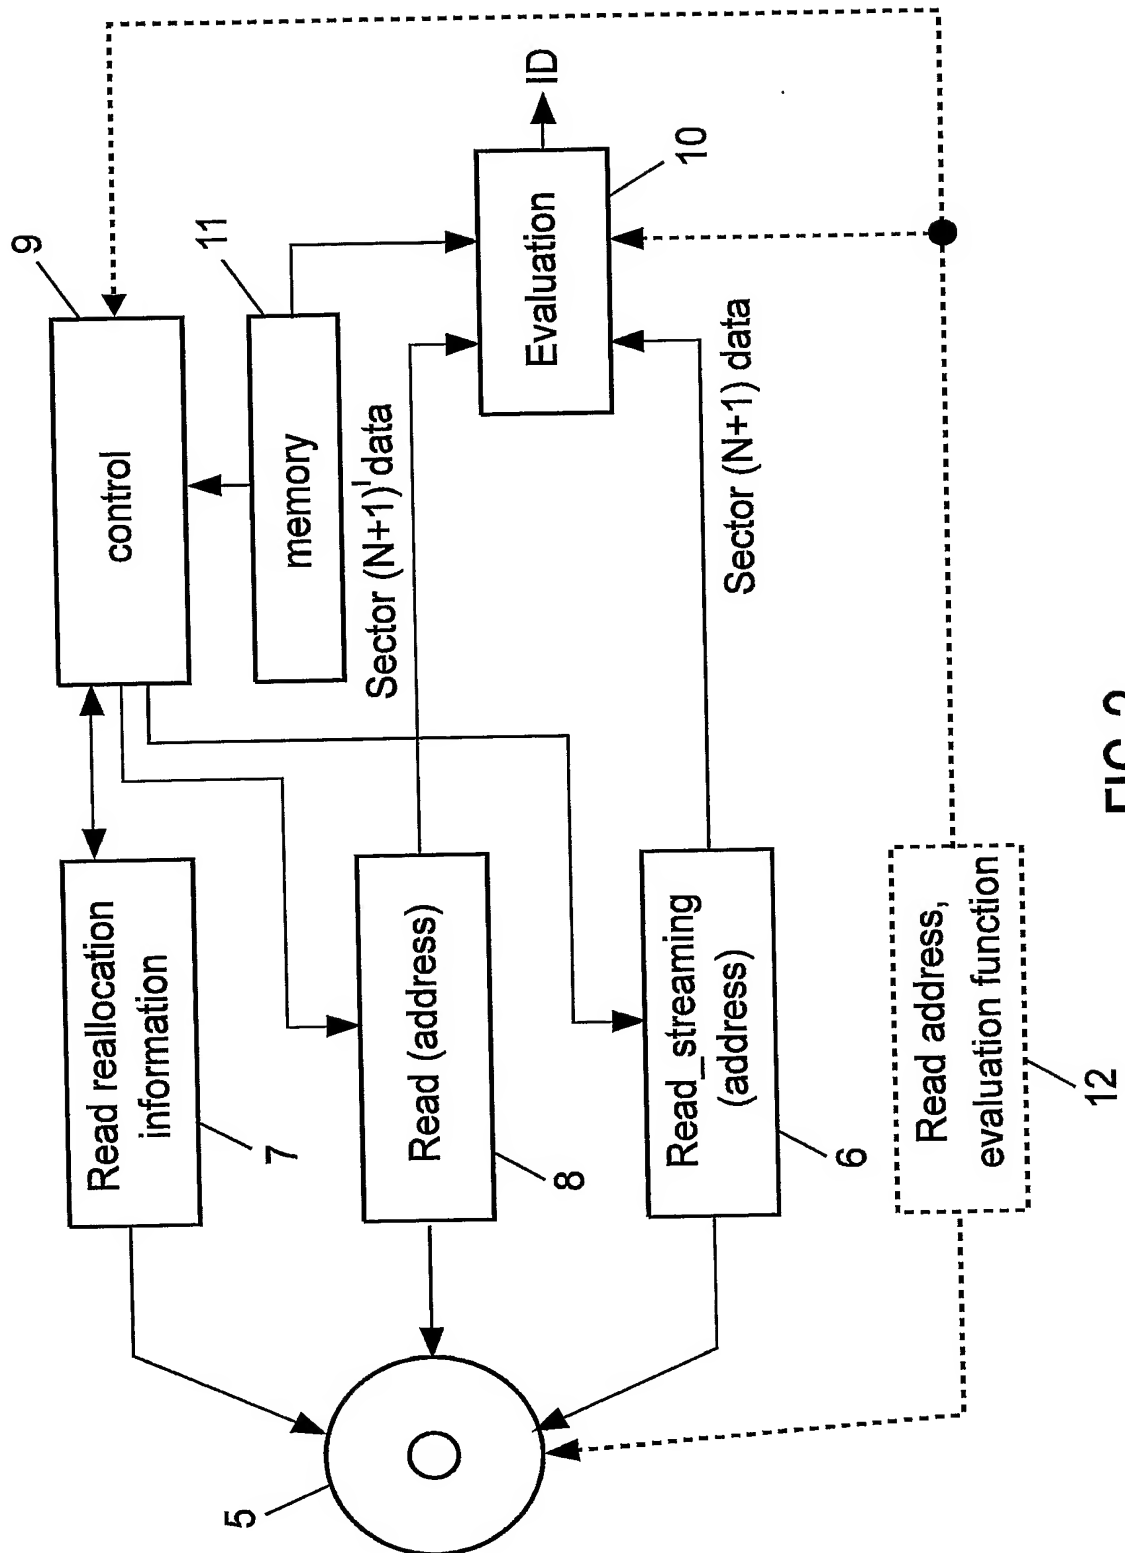 9
control
11
memory
ID
Evaluation
10
Sector (N+1)' data
Sector (N+1) data
Read reallocation
information
7
Read (address)
8
Read_streaming
(address)
6
Read address,
evaluation function
12
5
FIG 2